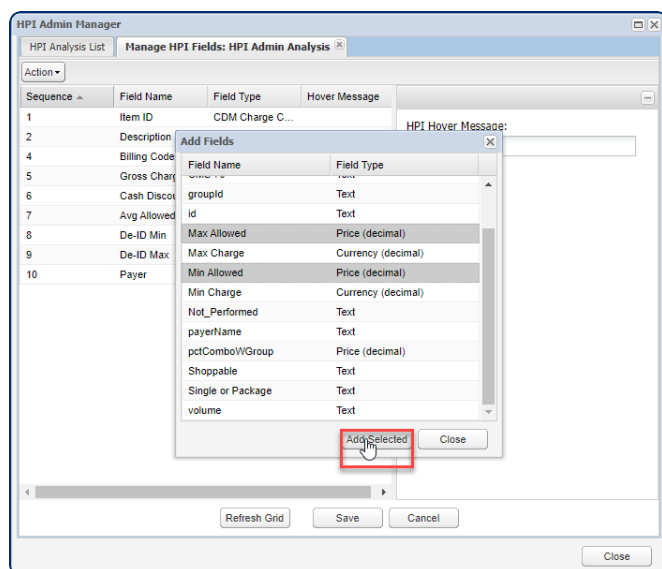 HPI Admin Manager
HPI Analysis List Manage HPI Fields: HPI Admin Analysis
Action
Sequence Field Name Field Type Hover Message
1 Item ID CDM Charge C...
HPI Hover Message:
2 Description
4 Billing Code
5 Gross Charg
6 Cash Discou
7 Avg Allowed
8 De-ID Min
9 De-ID Max
10 Payer
Add Fields
Field Name Field Type
groupId Text
id Text
Max Allowed Price (decimal)
Max Charge Currency (decimal)
Min Allowed Price (decimal)
Min Charge Currency (decimal)
Not_Performed Text
payerName Text
pctComboWGroup Price (decimal)
Shoppable Text
Single or Package Text
volume Text
Add Selected Close
Refresh Grid Save Cancel
Close